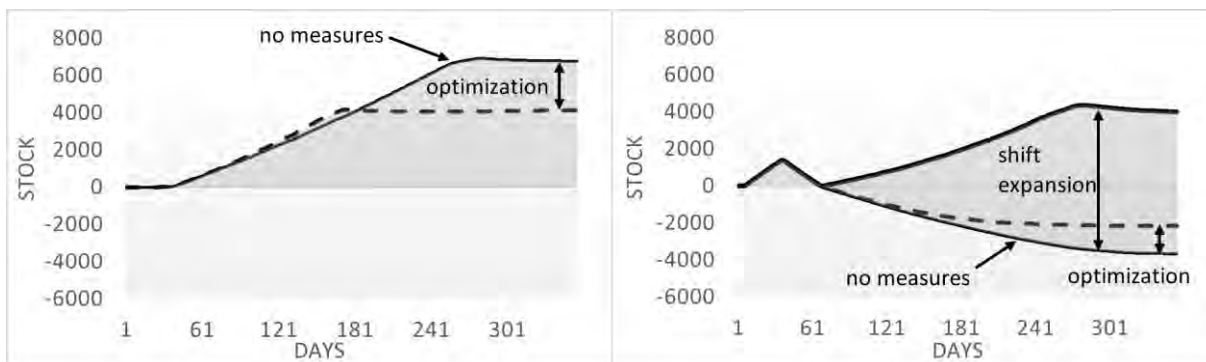 8000
6000
4000
2000
0
-2000
-4000
-6000
STOCK
no measures
optimization
1 61 121 181 241 301
DAYS
8000
6000
4000
2000
0
-2000
-4000
-6000
STOCK
shift
expansion
no measures
optimization
1 61 121 181 241 301
DAYS